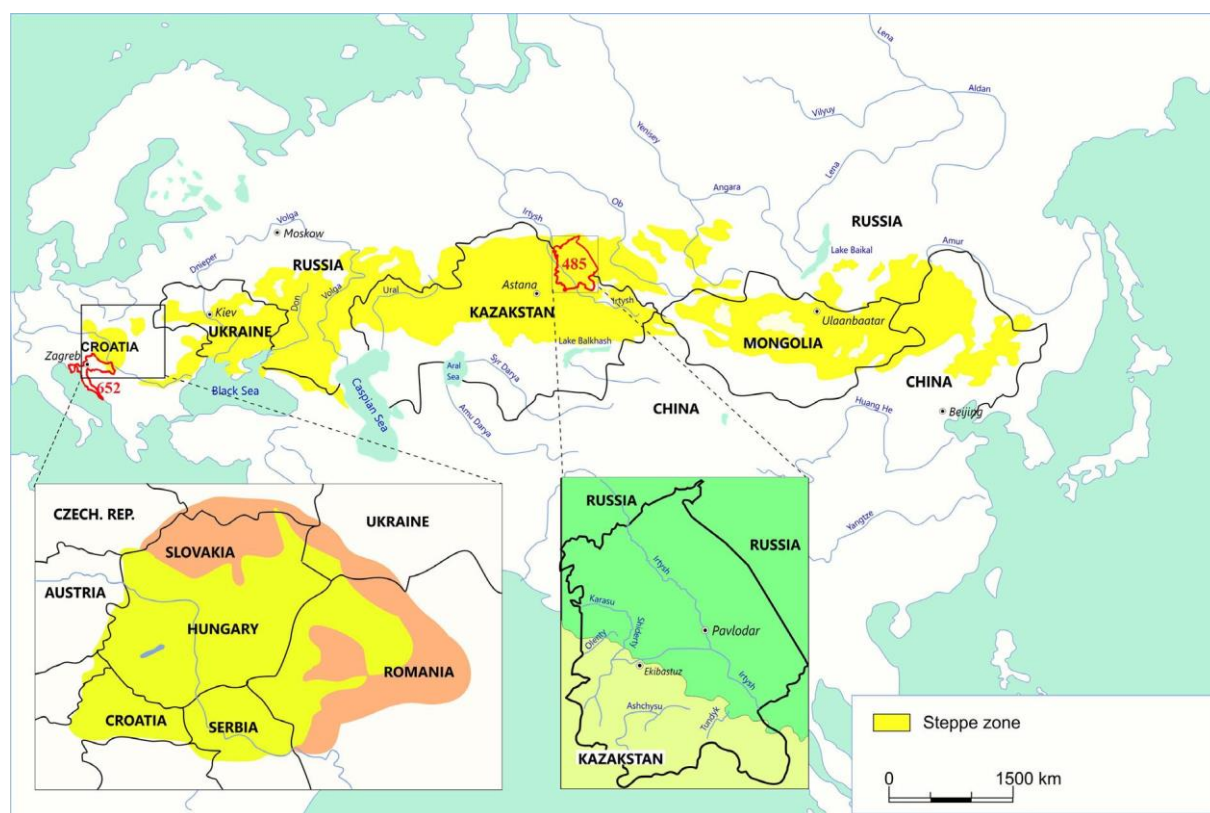 Lena
Aldan
Vilyuy
Yenisey
Lena
Angara
Ob
RUSSIA
Irtysh
Volga
Moskow
Lake Baikal
Amur
Dnieper
RUSSIA
485
Don
Volga
Ural
Astana
Irtysh
Kiev
UKRAINE
KAZAKSTAN
Ulaanbaatar
MONGOLIA
CROATIA
Zagreb
652
Lake Balkhash
Black Sea
Aral
Sea
Syr Darya
Caspian Sea
CHINA
CHINA
Amu Darya
Huang He
Beijing
Yangtze
CZECH. REP.
UKRAINE
SLOVAKIA
AUSTRIA
HUNGARY
ROMANIA
CROATIA
SERBIA
RUSSIA
RUSSIA
Irtysh
Karasu
Pavlodar
Olenty
Shiderty
Ekibastuz
Irtysh
Ashchysu
Tundyk
KAZAKSTAN
Steppe zone
0
1500 km